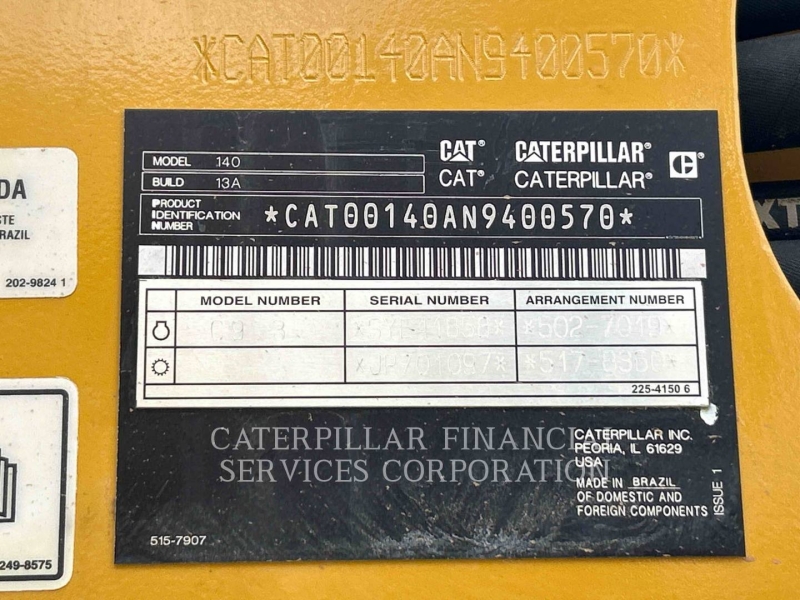 *CAT00140AN9400570*
CAT® CATERPILLAR®
CAT® CATERPILLAR®
C ®
MODEL 140
BUILD 13A
PRODUCT
IDENTIFICATION
NUMBER
*CAT00140AN9400570*
MODEL NUMBER SERIAL NUMBER ARRANGEMENT NUMBER
225-4150 6
CATERPILLAR FINANCIAL
SERVICES CORPORATION
CATERPILLAR INC.
PEORIA, IL 61629
USA
MADE IN BRAZIL
OF DOMESTIC AND
FOREIGN COMPONENTS
ISSUE 1
515-7907
DA
STE
BRAZIL
202-9824 1
249-8575
XT